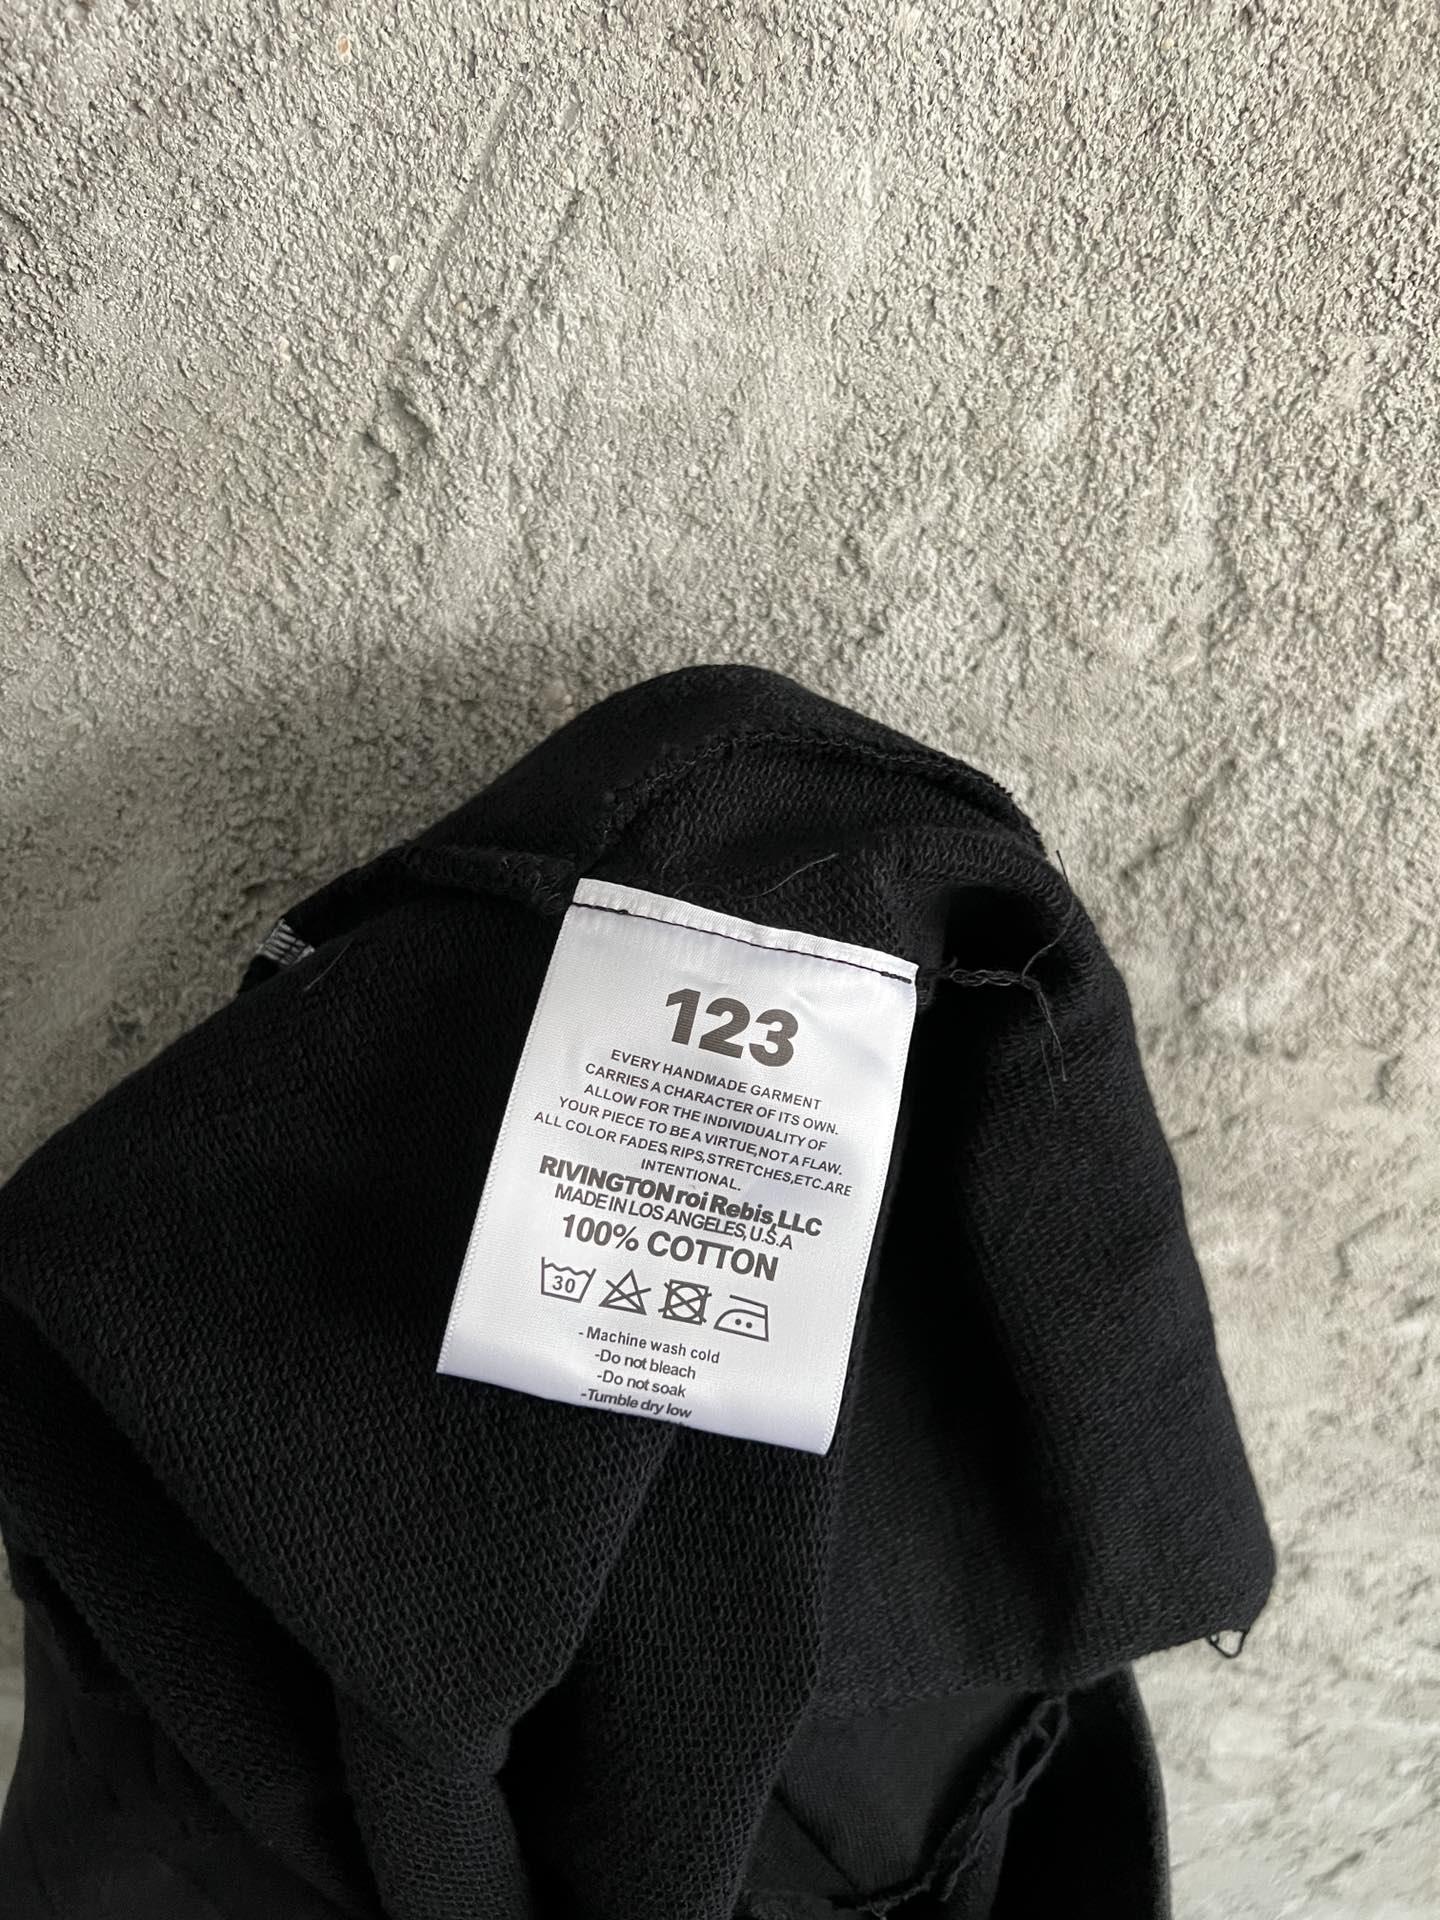 123
EVERY HANDMADE GARMENT
CARRIES A CHARACTER OF ITS OWN.
ALLOW FOR THE INDIVIDUALITY OF
YOUR PIECE TO BE A VIRTUE,NOT A FLAW.
ALL COLOR FADES,RIPS,STRETCHES,ETC.ARE
INTENTIONAL.
RIVINGTON roi Rebis,LLC
MADE IN LOS ANGELES, U.S.A
100% COTTON
30
- Machine wash cold
-Do not bleach
-Do not soak
-Tumble dry low